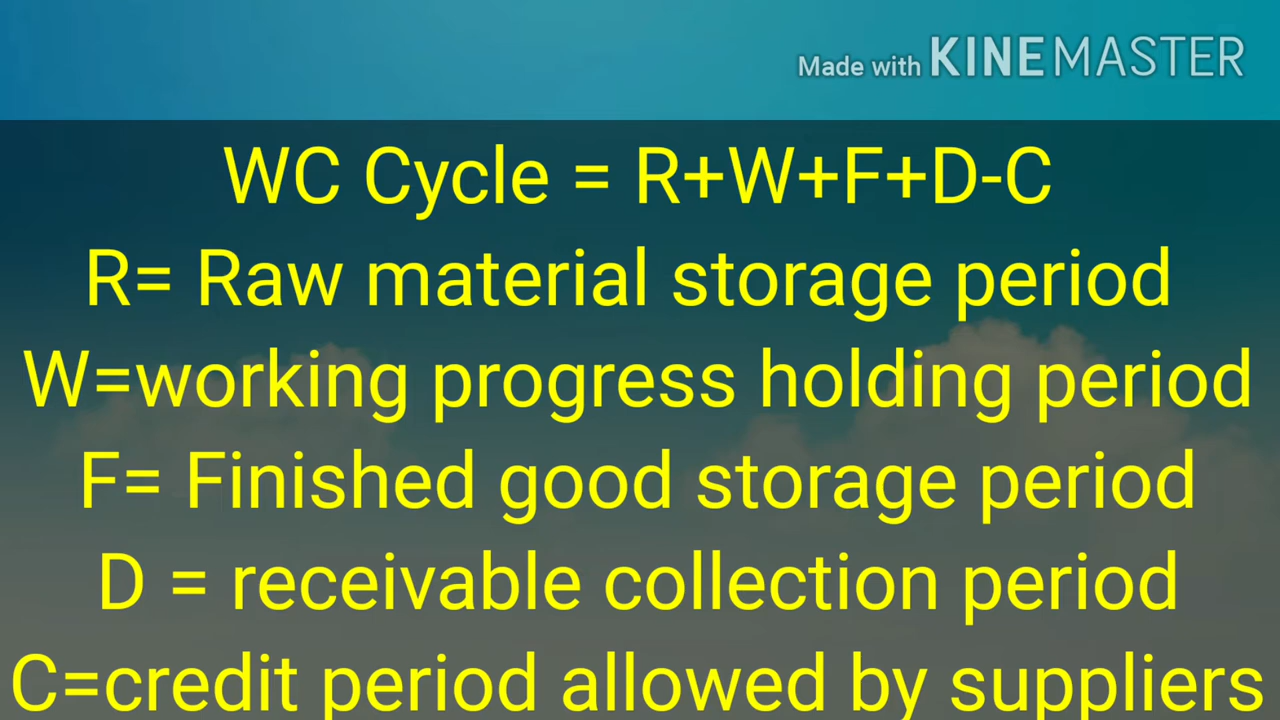 Made with KINEMASTER
WC Cycle = R+W+F+D-C
R= Raw material storage period
W=working progress holding period
F= Finished good storage period
D = receivable collection period
C=credit period allowed by suppliers